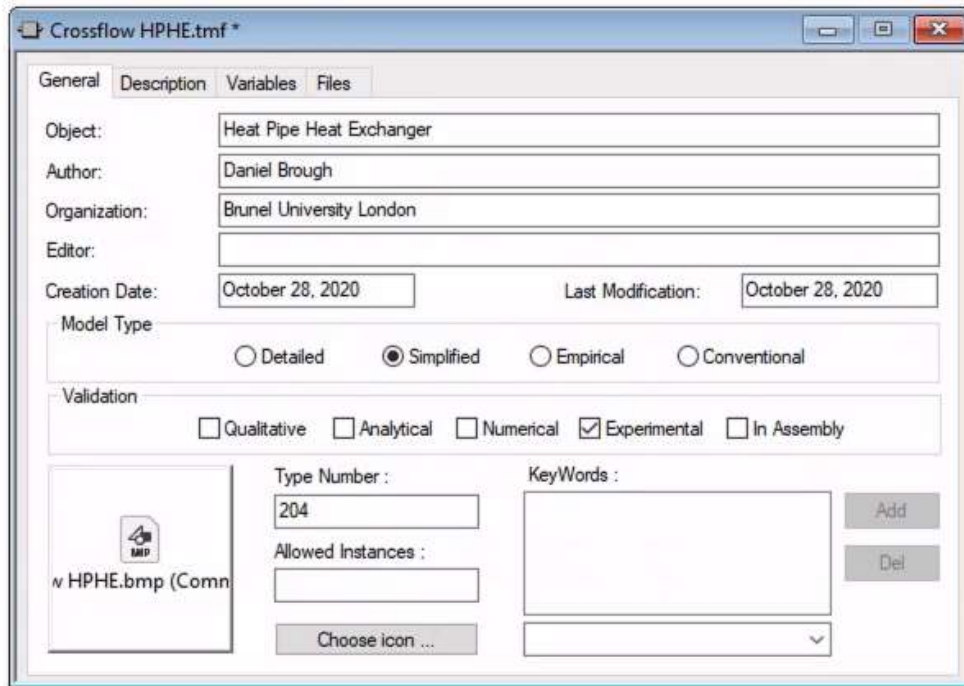 Crossflow HPHE.tmf *
General Description Variables Files
Object: Heat Pipe Heat Exchanger
Author: Daniel Brough
Organization: Brunel University London
Editor:
Creation Date: October 28, 2020 Last Modification: October 28, 2020
Model Type
Detailed Simplified Empirical Conventional
Validation
Qualitative Analytical Numerical Experimental In Assembly
Type Number : KeyWords :
204 Add
BMP Allowed Instances : Del
w HPHE.bmp (Comn
Choose icon ...